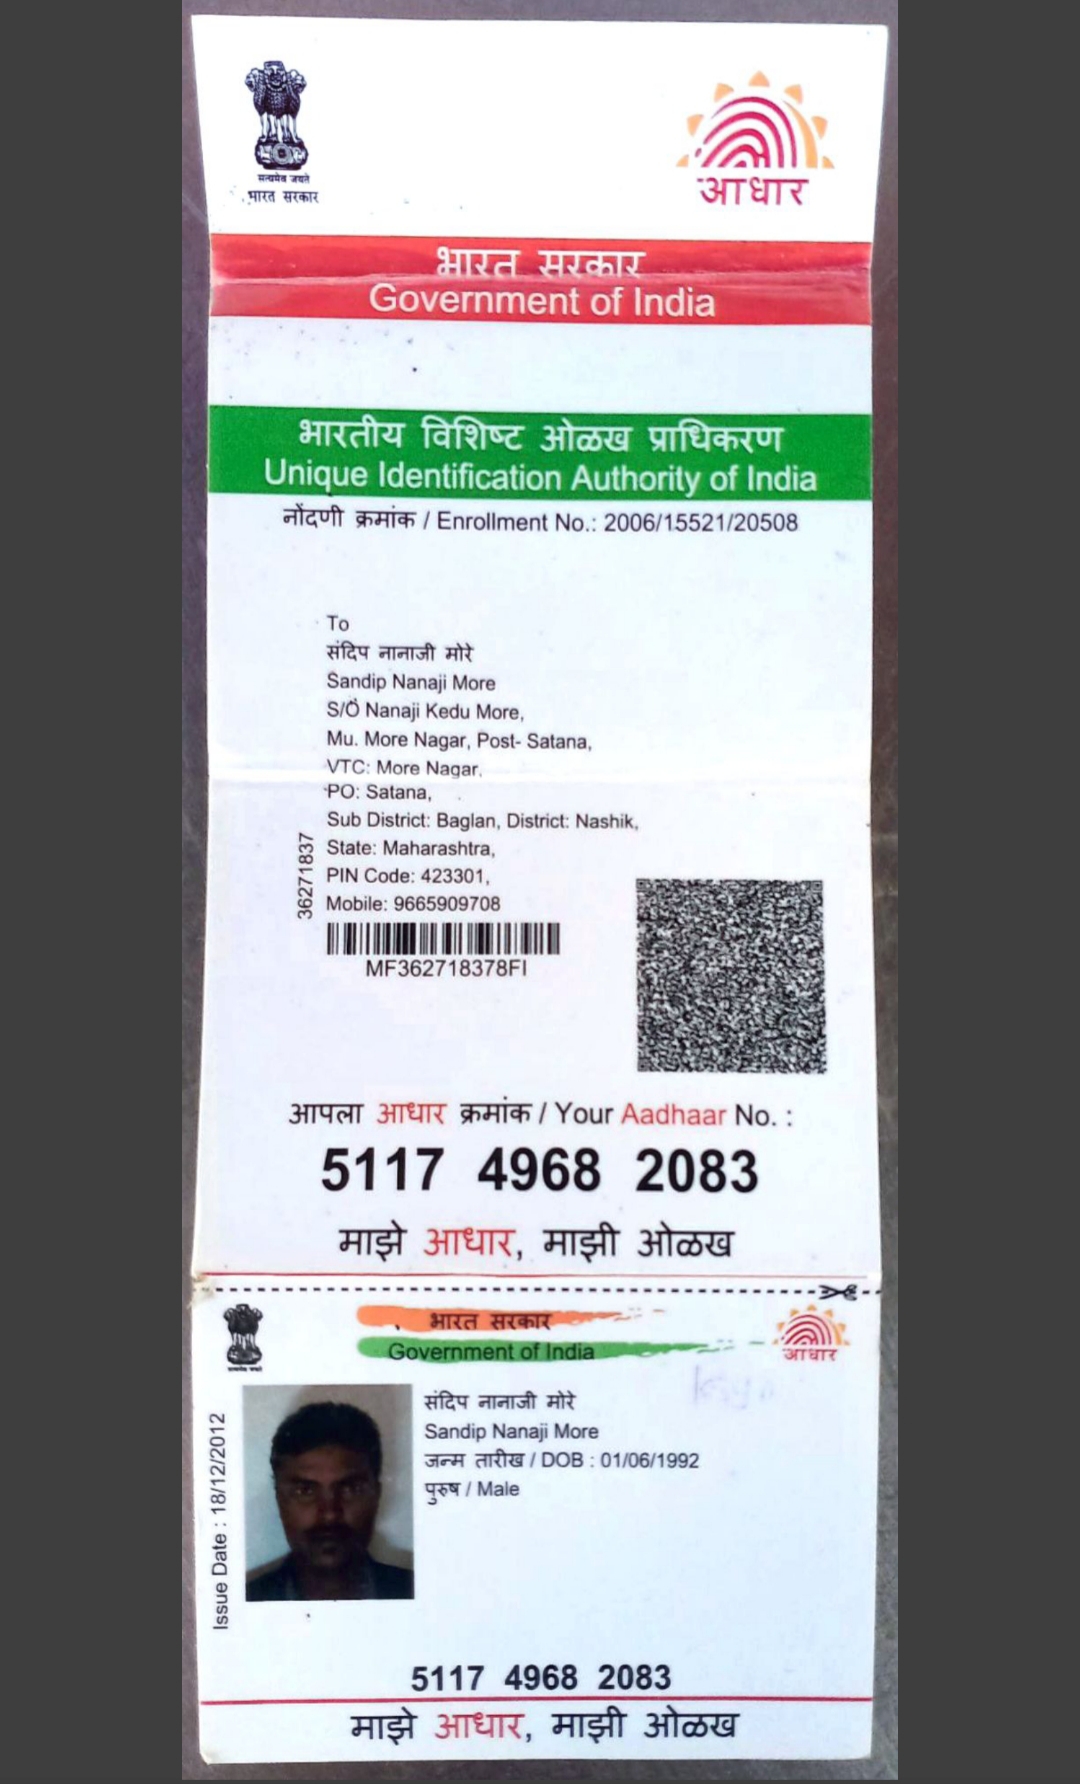 सत्यमेव जयते
भारत सरकार
आधार
भारत सरकार
Government of India
भारतीय विशिष्ट ओळख प्राधिकरण
Unique Identification Authority of India
नोंदणी क्रमांक / Enrollment No.: 2006/15521/20508
To
संदिप नानाजी मोरे
Sandip Nanaji More
S/O Nanaji Kedu More,
Mu. More Nagar, Post- Satana,
VTC: More Nagar,
PO: Satana,
Sub District: Baglan, District: Nashik,
State: Maharashtra,
PIN Code: 423301,
Mobile: 9665909708
36271837
MF362718378FI
आपला आधार क्रमांक / Your Aadhaar No. :
5117 4968 2083
माझे आधार, माझी ओळख
भारत सरकार
Government of India
आधार
संदिप नानाजी मोरे
Sandip Nanaji More
जन्म तारीख / DOB : 01/06/1992
पुरुष / Male
Issue Date : 18/12/2012
5117 4968 2083
माझे आधार, माझी ओळख